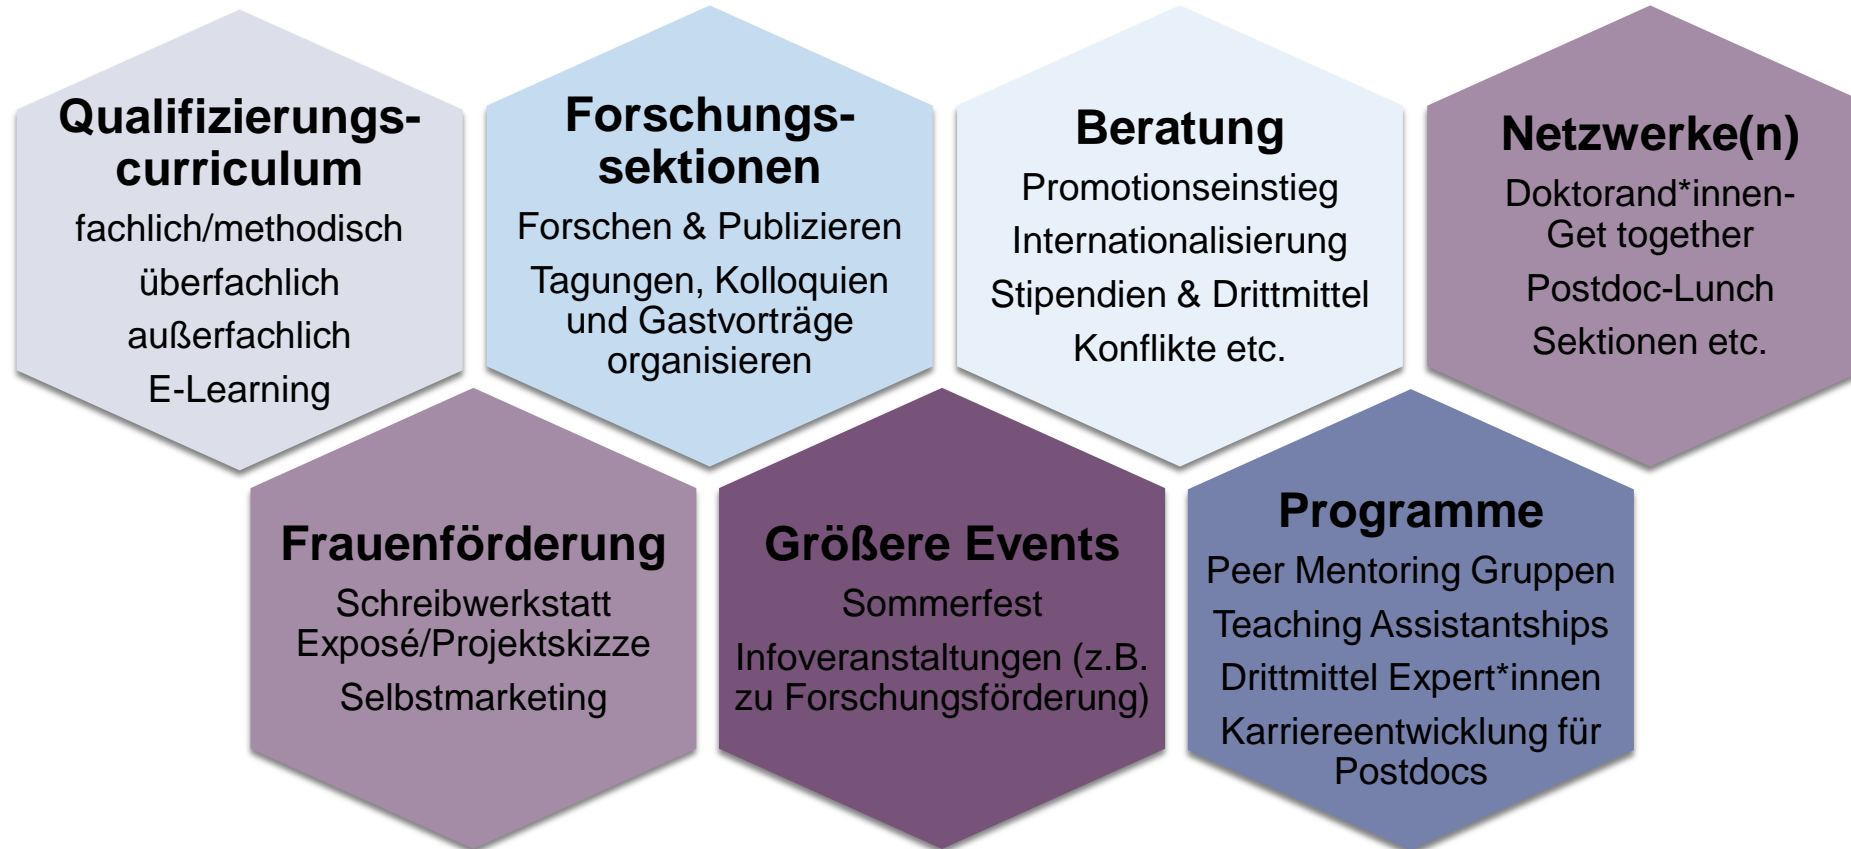 Qualifizierungs-
curriculum
fachlich/methodisch
überfachlich
außerfachlich
E-Learning
Forschungs-
sektionen
Forschen & Publizieren
Tagungen, Kolloquien
und Gastvorträge
organisieren
Beratung
Promotionseinstieg
Internationalisierung
Stipendien & Drittmittel
Konflikte etc.
Netzwerke(n)
Doktorand*innen-
Get together
Postdoc-Lunch
Sektionen etc.
Frauenförderung
Schreibwerkstatt
Exposé/Projektskizze
Selbstmarketing
Größere Events
Sommerfest
Infoveranstaltungen (z.B.
zu Forschungsförderung)
Programme
Peer Mentoring Gruppen
Teaching Assistantships
Drittmittel Expert*innen
Karriereentwicklung für
Postdocs